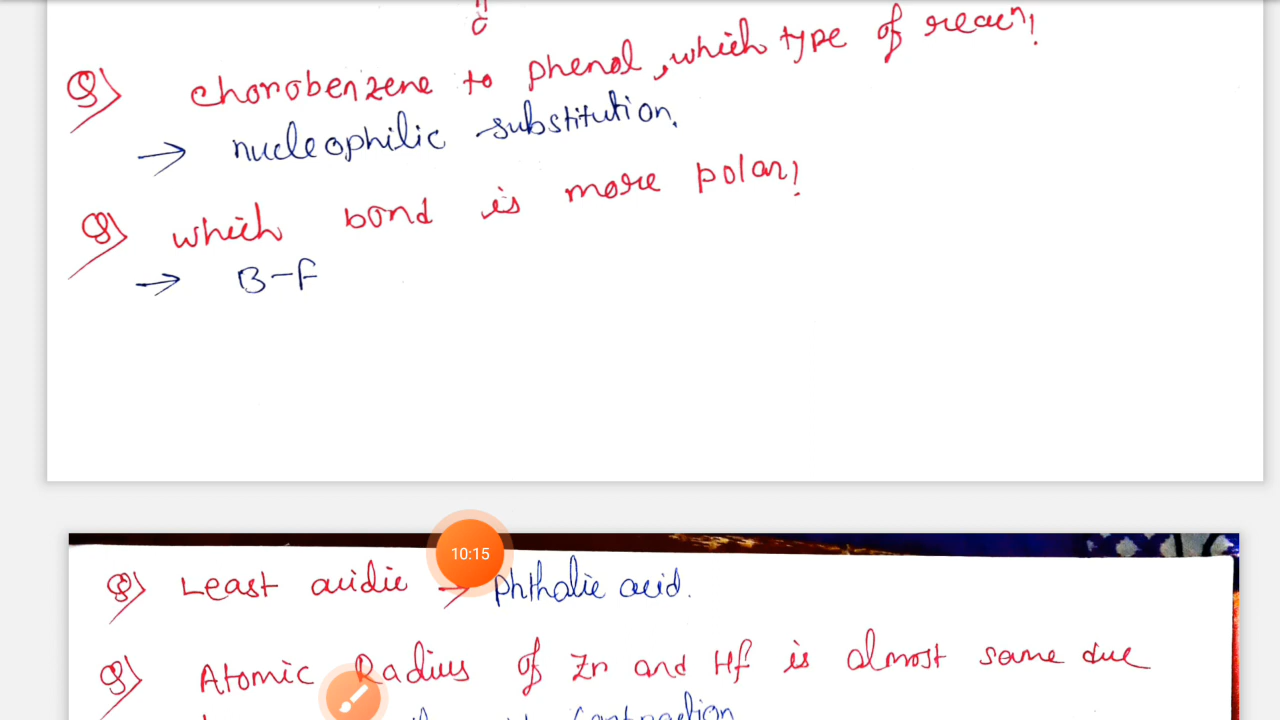 Q) chorobenzene to phenol, which type of reacⁿ?
→ nucleophilic substitution.
Q) which bond is more polar?
→ B-F
10:15
Q) Least acidic → phthalic acid.
Q) Atomic Radius of Zr and Hf is almost same due
contraction